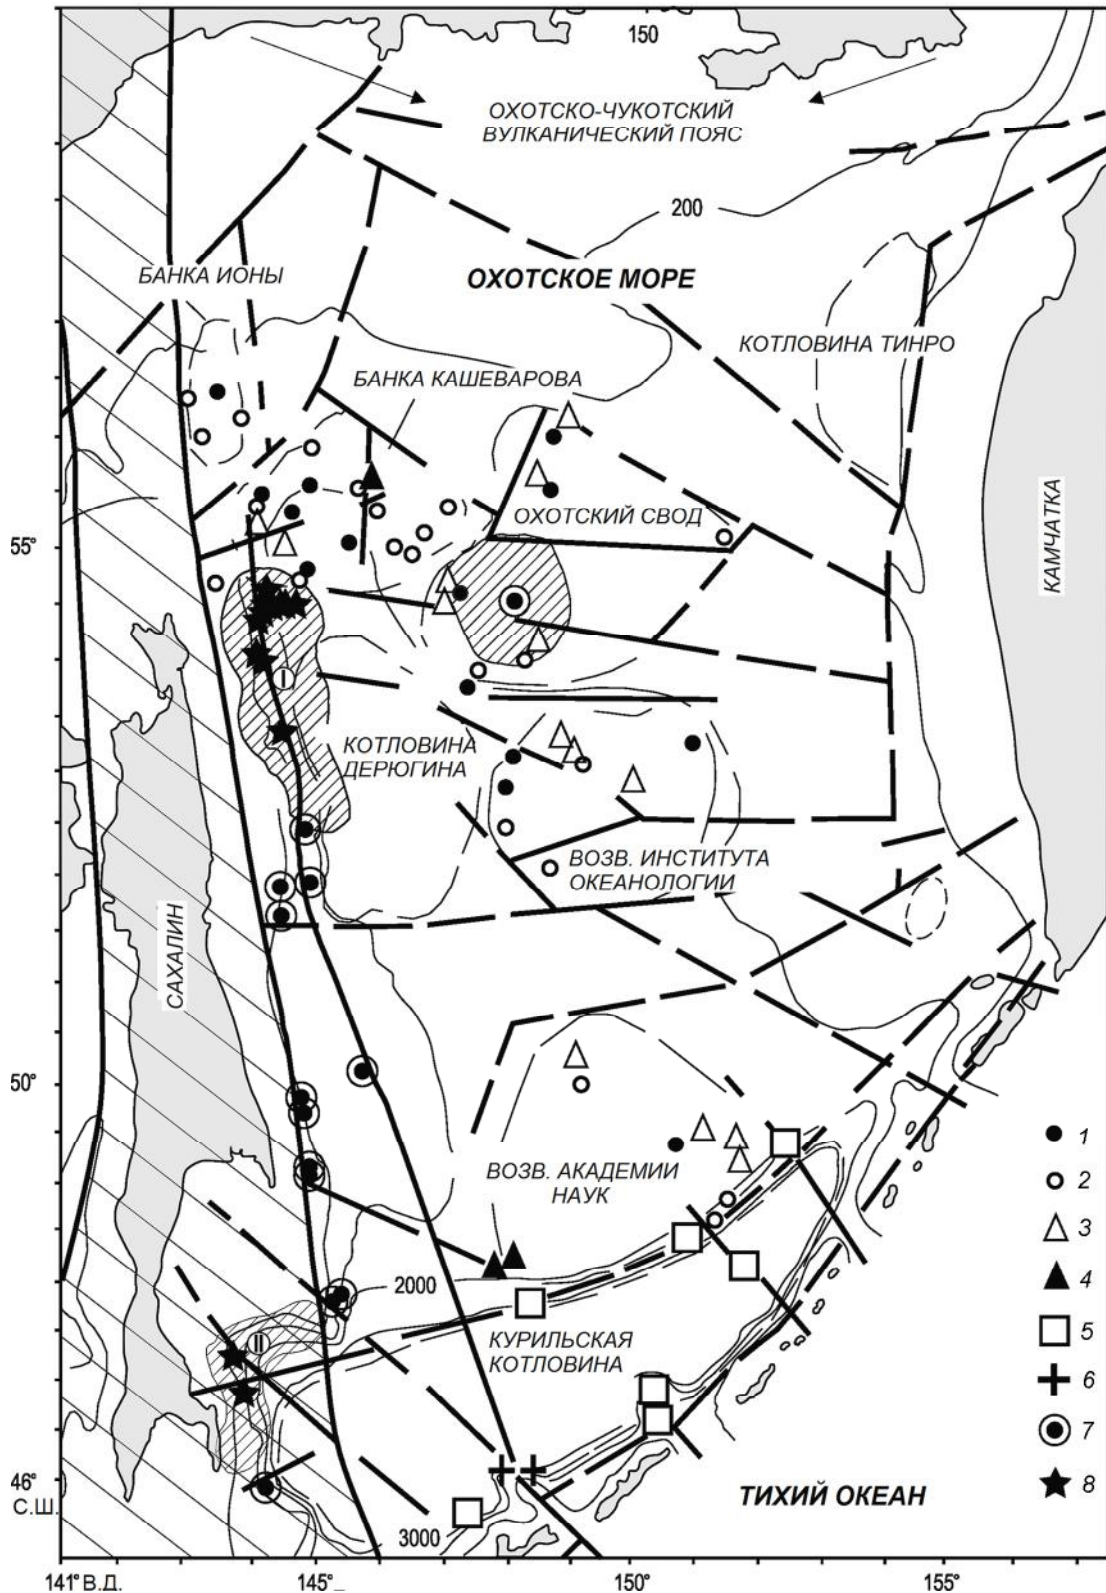 150
ОХОТСКО-ЧУКОТСКИЙ
ВУЛКАНИЧЕСКИЙ ПОЯС
200
БАНКА ИОНЫ
ОХОТСКОЕ МОРЕ
КОТЛОВИНА ТИНРО
БАНКА КАШЕВАРОВА
ОХОТСКИЙ СВОД
55°
КАМЧАТКА
I
КОТЛОВИНА
ДЕРЮГИНА
ВОЗВ. ИНСТИТУТА
ОКЕАНОЛОГИИ
САХАЛИН
50°
1
ВОЗВ. АКАДЕМИИ
НАУК
2
3
2000
4
КУРИЛЬСКАЯ
КОТЛОВИНА
II
5
6
7
46°
С.Ш.
ТИХИЙ ОКЕАН
8
3000
141° В.Д.
145°
150°
155°